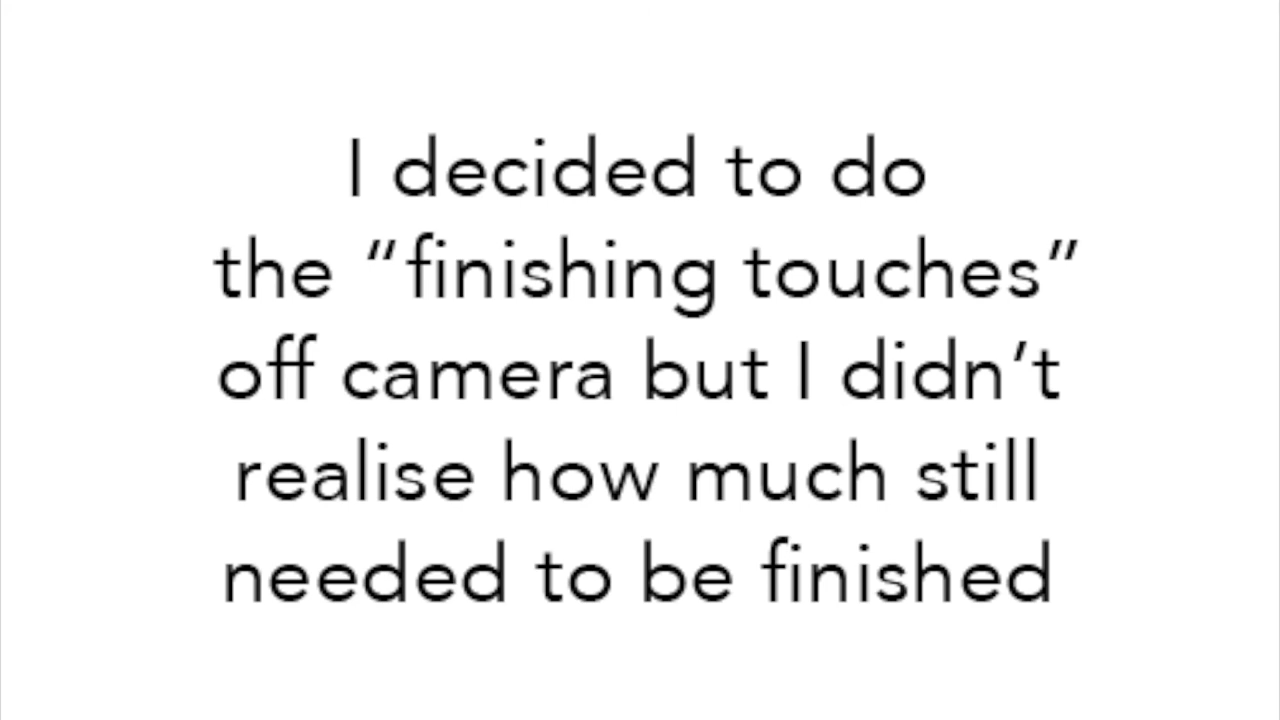 I decided to do
the “finishing touches”
off camera but I didn’t
realise how much still
needed to be finished